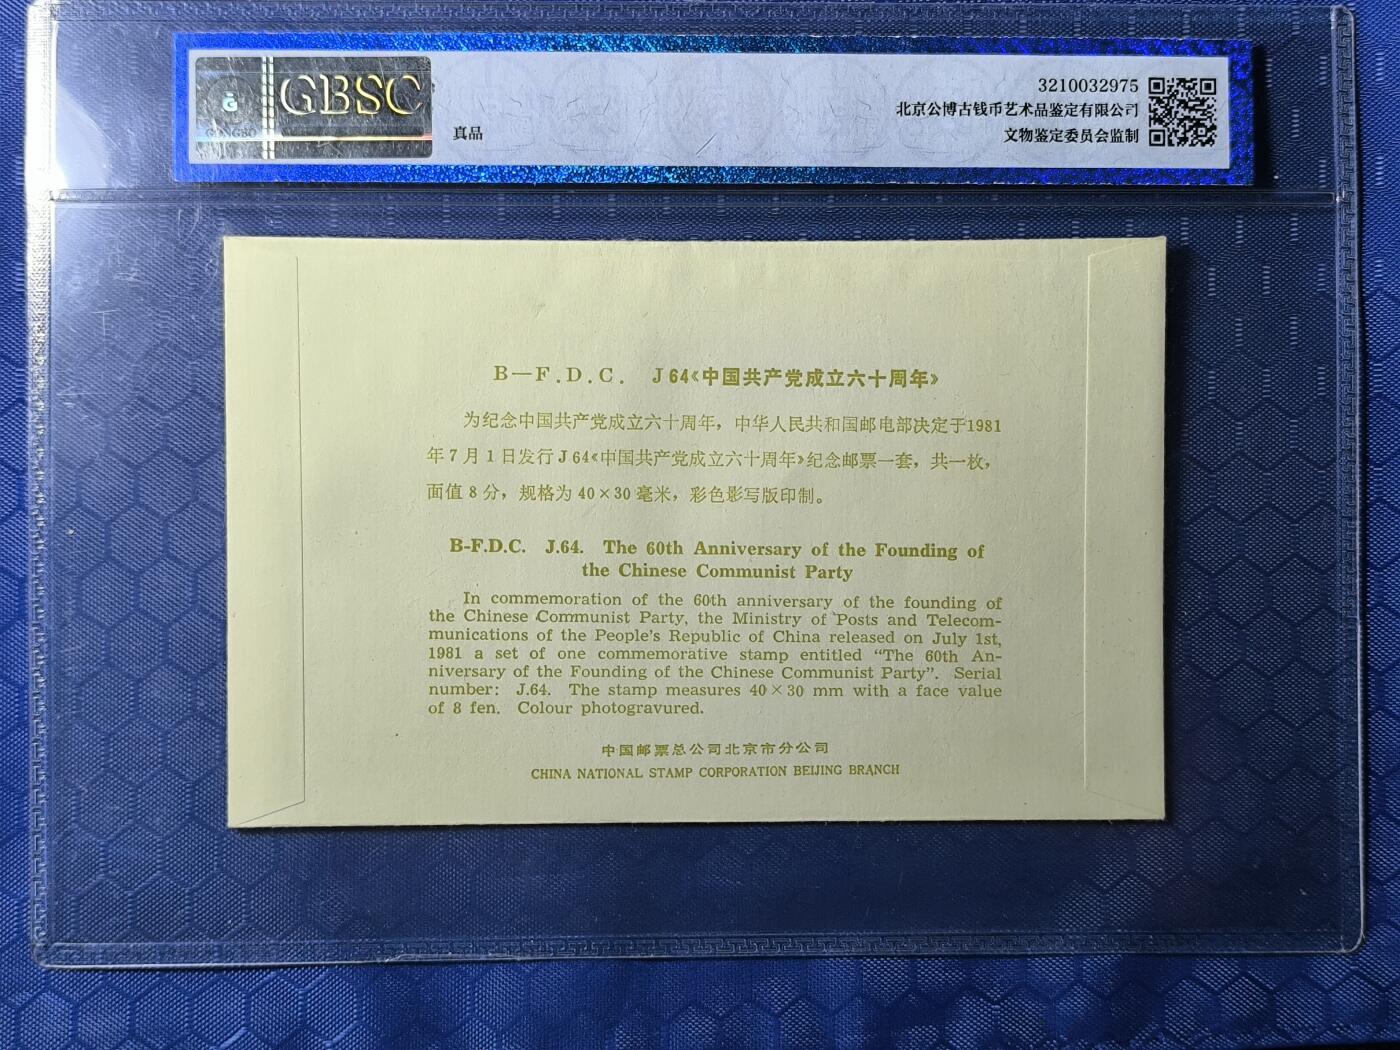 GBSC
GONGBO
真品
3210032975
北京公博古钱币艺术品鉴定有限公司
文物鉴定委员会监制
B—F.D.C. J64《中国共产党成立六十周年》
为纪念中国共产党成立六十周年，中华人民共和国邮电部决定于1981
年7月1日发行J64《中国共产党成立六十周年》纪念邮票一套，共一枚，
面值8分，规格为40×30毫米，彩色影写版印制。
B-F.D.C. J.64. The 60th Anniversary of the Founding of
the Chinese Communist Party
In commemoration of the 60th anniversary of the founding of
the Chinese Communist Party, the Ministry of Posts and Telecom-
munications of the People's Republic of China released on July 1st,
1981 a set of one commemorative stamp entitled “The 60th An-
niversary of the Founding of the Chinese Communist Party”. Serial
number: J.64. The stamp measures 40×30 mm with a face value
of 8 fen. Colour photogravured.
中国邮票总公司北京市分公司
CHINA NATIONAL STAMP CORPORATION BEIJING BRANCH